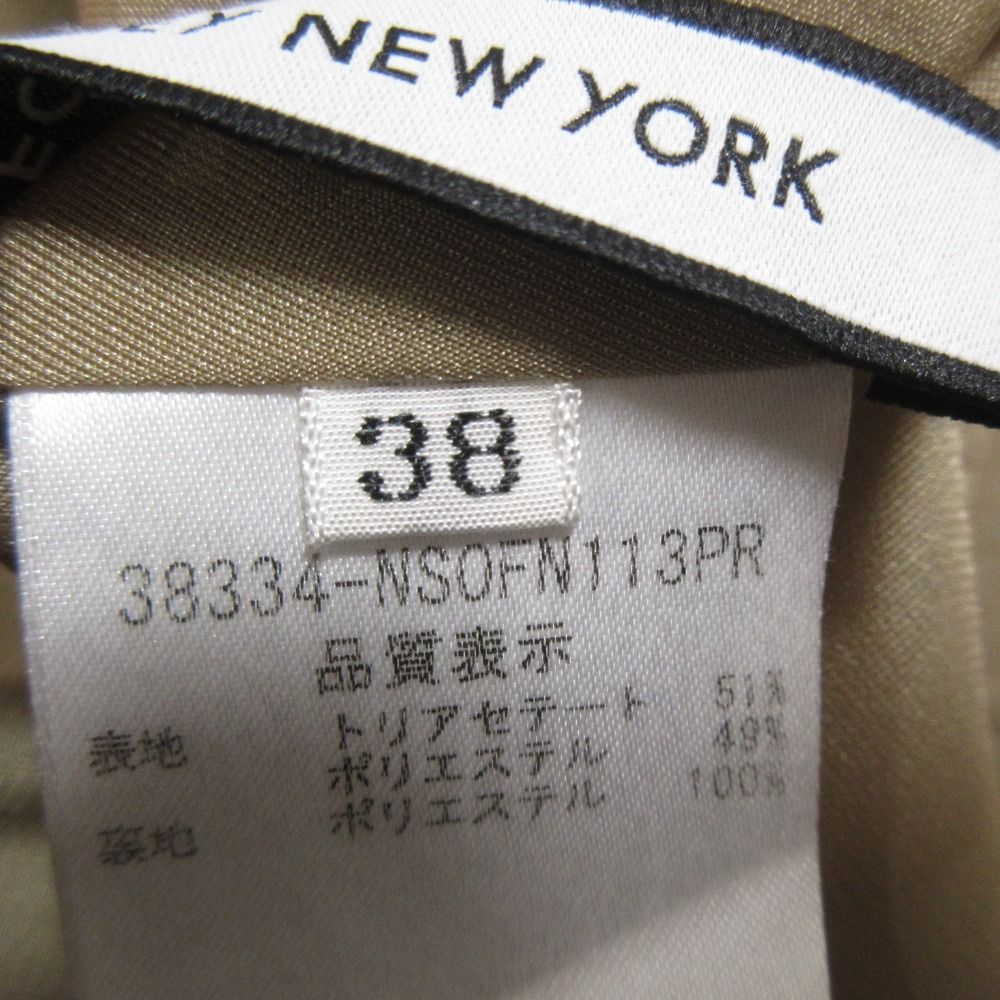 NEW YORK
38
38334-NSOFN113PR
品質表示
表地 トリアセテート 51%
ポリエステル 49%
裏地 ポリエステル 100%